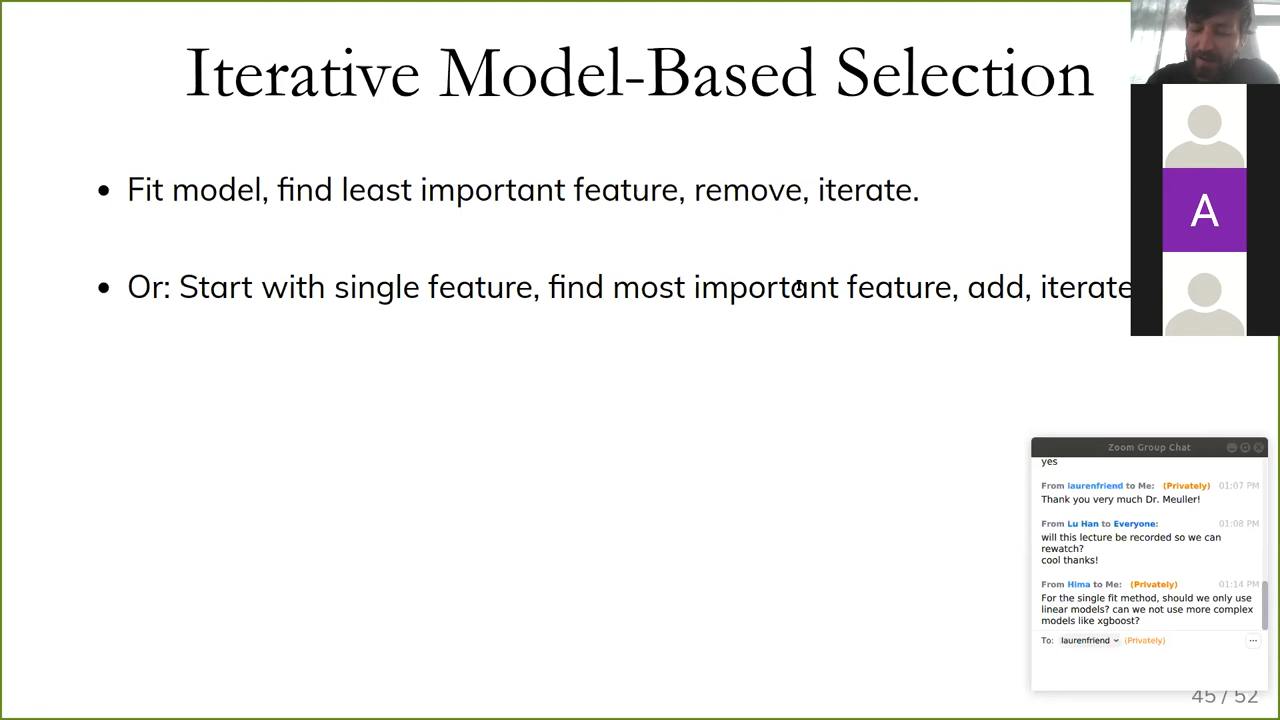 Iterative Model-Based Selection
• Fit model, find least important feature, remove, iterate.
• Or: Start with single feature, find most important feature, add, iterate
A
Zoom Group Chat
yes
From laurenfriend to Me: (Privately) 01:07 PM
Thank you very much Dr. Meuller!
From Lu Han to Everyone: 01:08 PM
will this lecture be recorded so we can
rewatch?
cool thanks!
From Hima to Me: (Privately) 01:14 PM
For the single fit method, should we only use
linear models? can we not use more complex
models like xgboost?
To: laurenfriend (Privately) ...
45 / 52